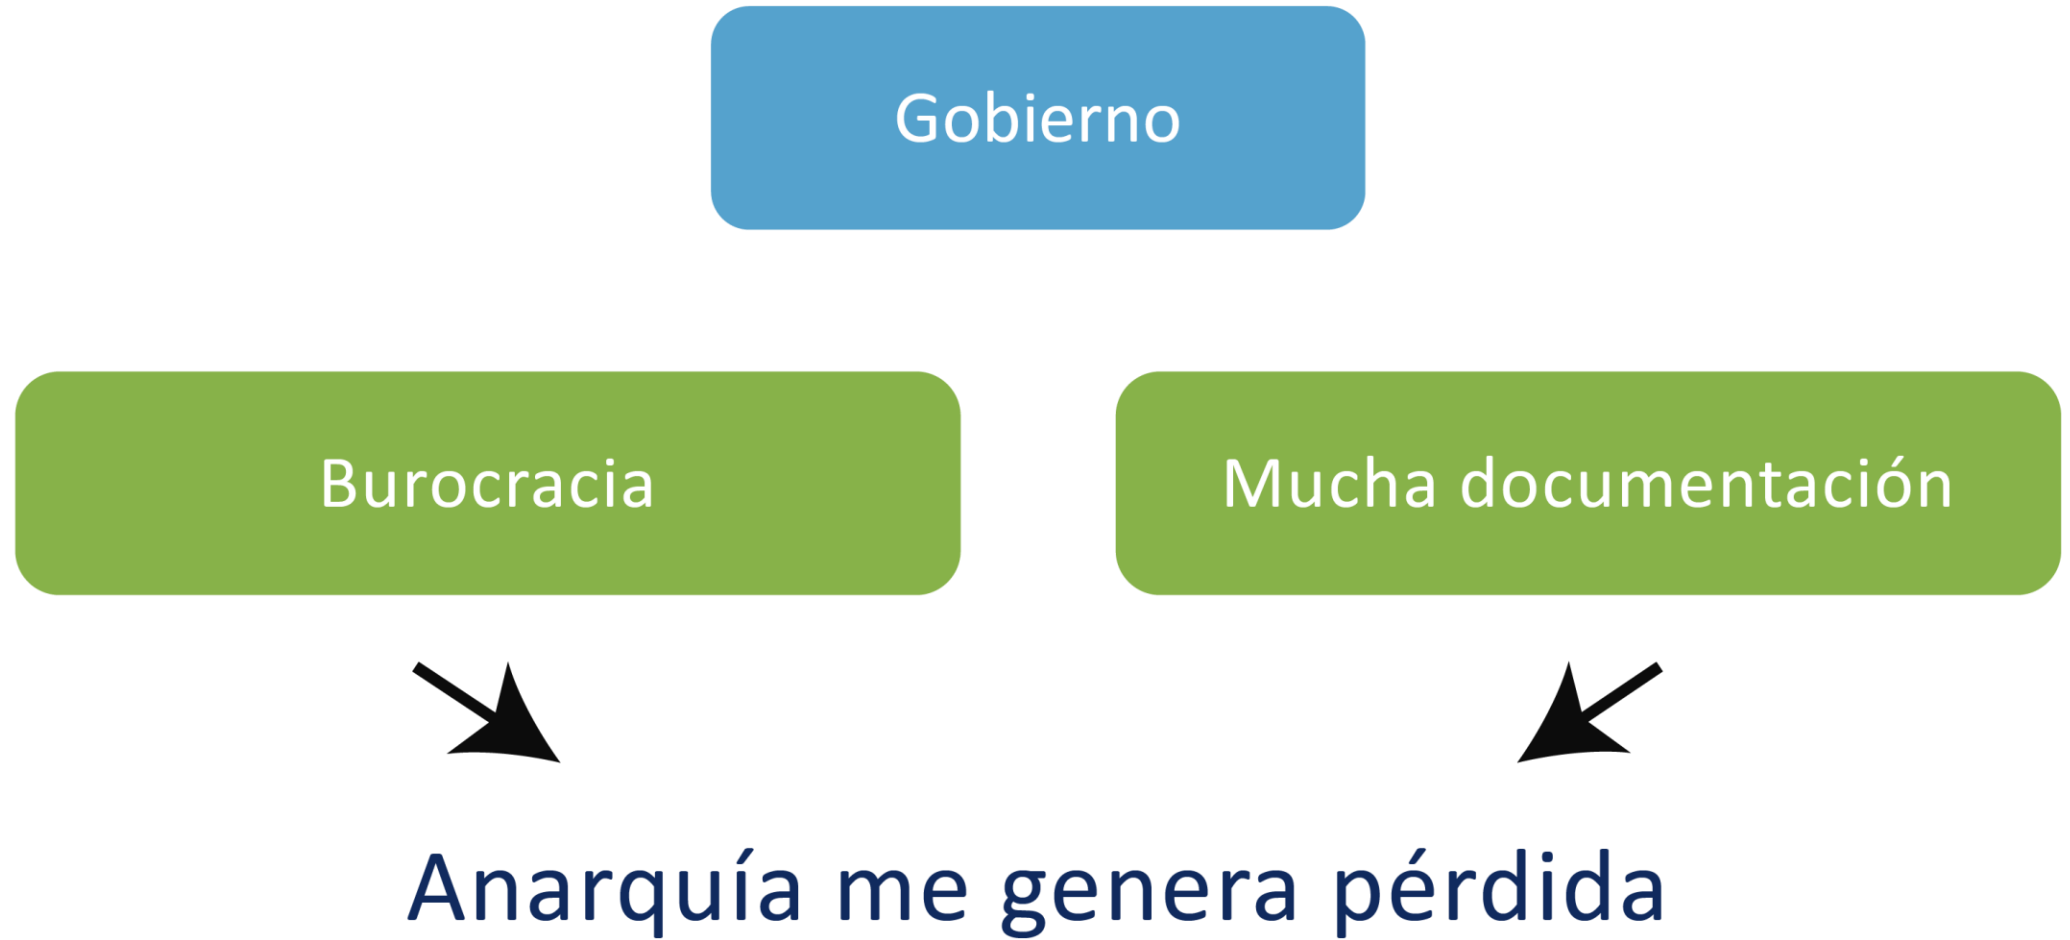 Gobierno
Burocracia
Mucha documentación
Anarquía me genera pérdida